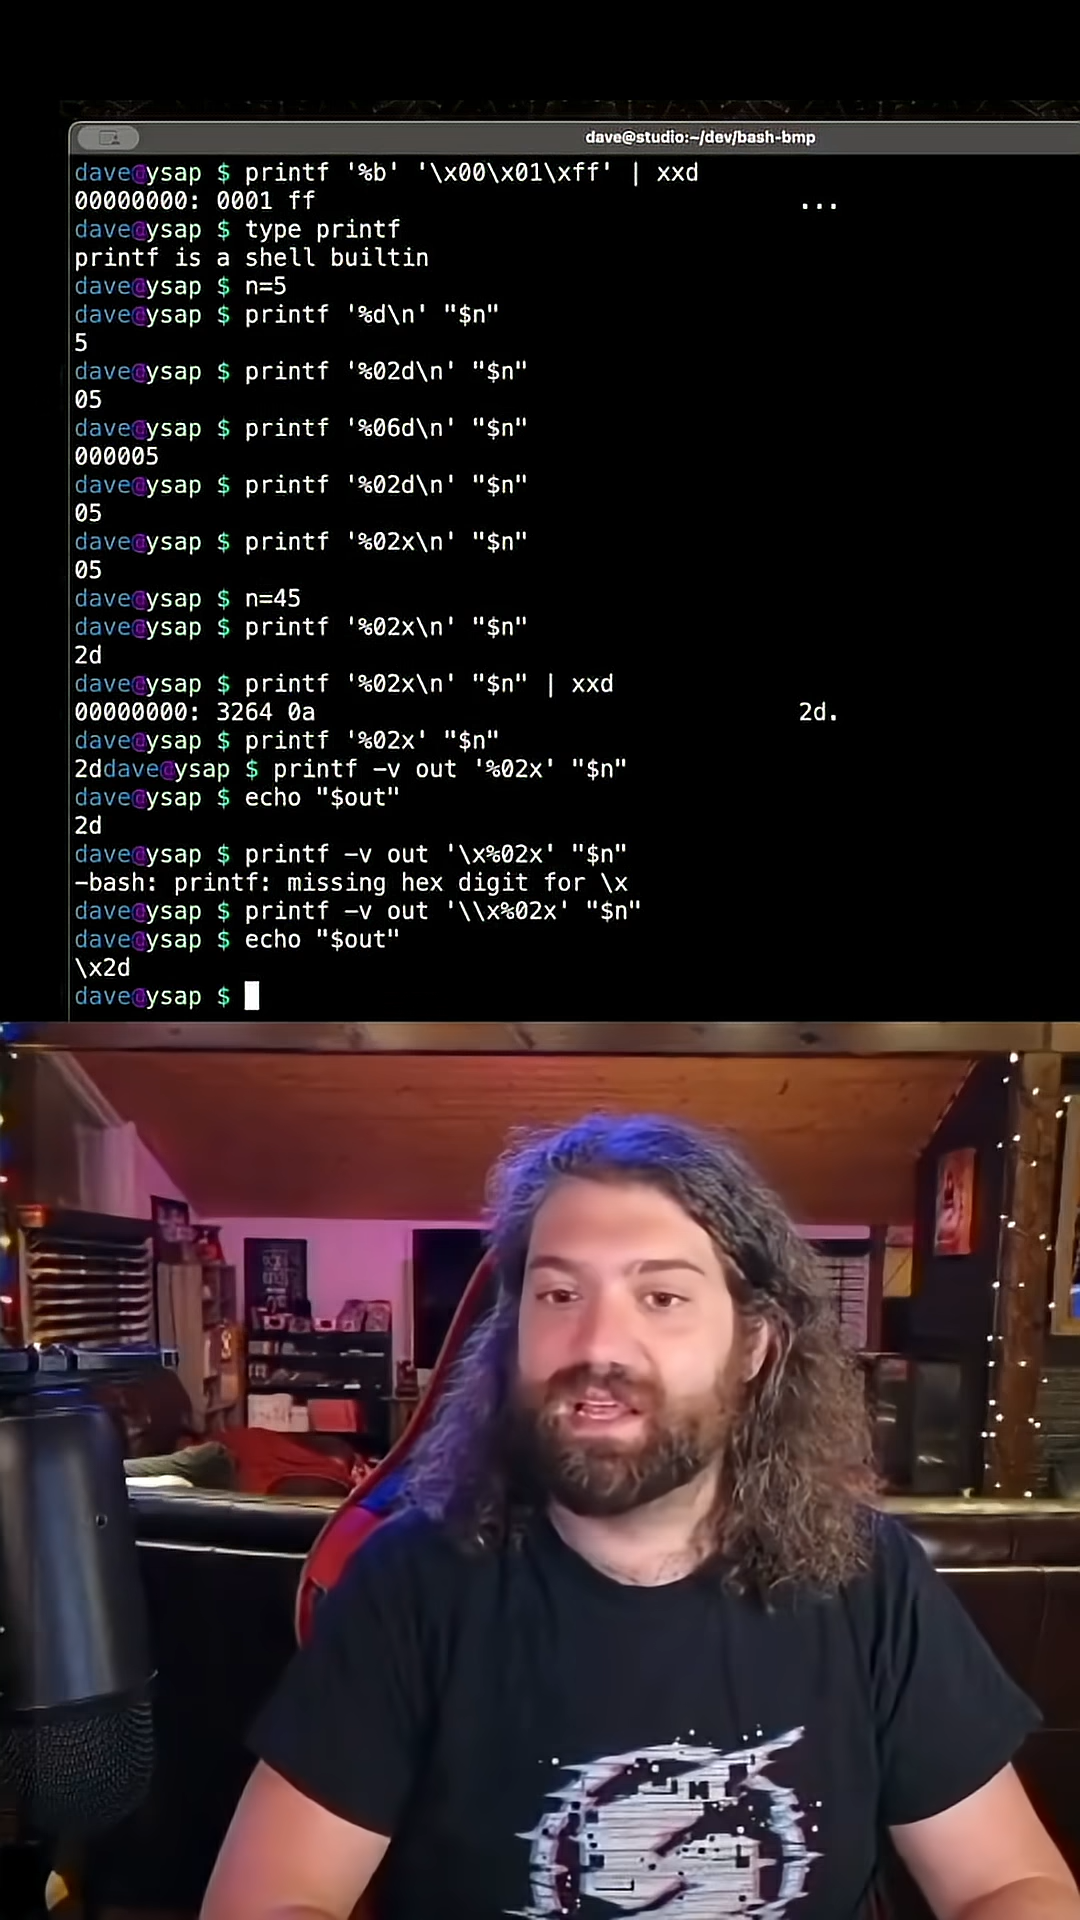 dave@studio:~/dev/bash-bmp
dave@ysap $ printf '%b' '\x00\x01\xff' | xxd
00000000: 0001 ff ...
dave@ysap $ type printf
printf is a shell builtin
dave@ysap $ n=5
dave@ysap $ printf '%d\n' "$n"
5
dave@ysap $ printf '%02d\n' "$n"
05
dave@ysap $ printf '%06d\n' "$n"
000005
dave@ysap $ printf '%02d\n' "$n"
05
dave@ysap $ printf '%02x\n' "$n"
05
dave@ysap $ n=45
dave@ysap $ printf '%02x\n' "$n"
2d
dave@ysap $ printf '%02x\n' "$n" | xxd
00000000: 3264 0a 2d.
dave@ysap $ printf '%02x' "$n"
2ddave@ysap $ printf -v out '%02x' "$n"
dave@ysap $ echo "$out"
2d
dave@ysap $ printf -v out '\x%02x' "$n"
-bash: printf: missing hex digit for \x
dave@ysap $ printf -v out '\\x%02x' "$n"
dave@ysap $ echo "$out"
\x2d
dave@ysap $